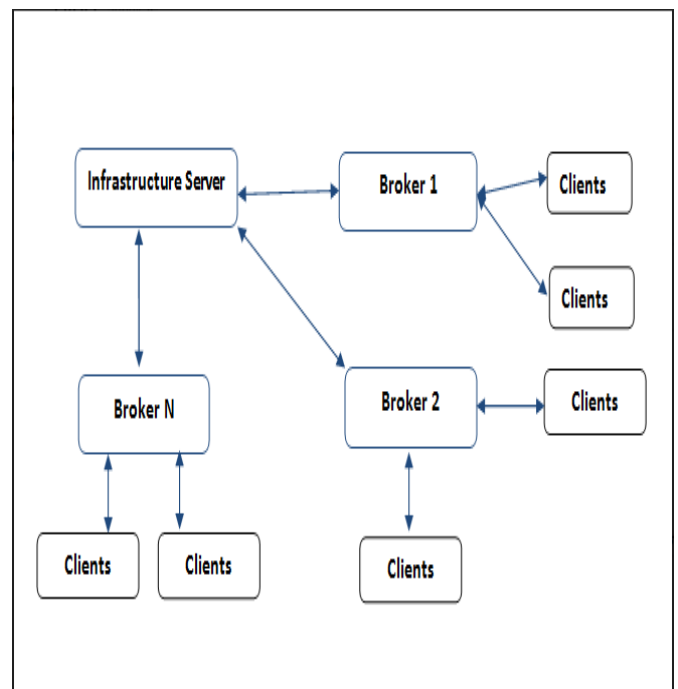 Infrastructure Server
Broker 1
Clients
Clients
Broker N
Broker 2
Clients
Clients
Clients
Clients